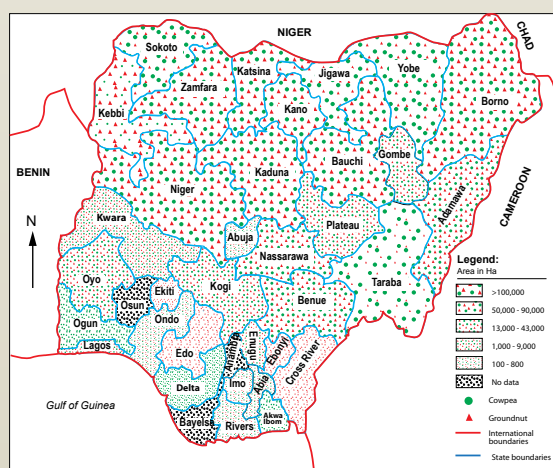 NIGER
CHAD
Sokoto
Katsina
Jigawa
Yobe
Zamfara
Borno
Kebbi
Kano
Bauchi
Gombe
BENIN
Kaduna
Niger
Adamawa
CAMEROON
Kwara
N
Abuja
Plateau
Nassarawa
Taraba
Oyo
Ekiti
Kogi
Benue
Osun
Ondo
Ogun
Lagos
Edo
Anambra
Enugu
Ebonyi
Cross River
Delta
Imo
Abia
Akwa
Ibom
Bayelsa
Rivers
Gulf of Guinea
Legend:
Area in Ha
>100,000
50,000 - 90,000
13,000 - 43,000
1,000 - 9,000
100 - 800
No data
Cowpea
Groundnut
International
boundaries
State boundaries